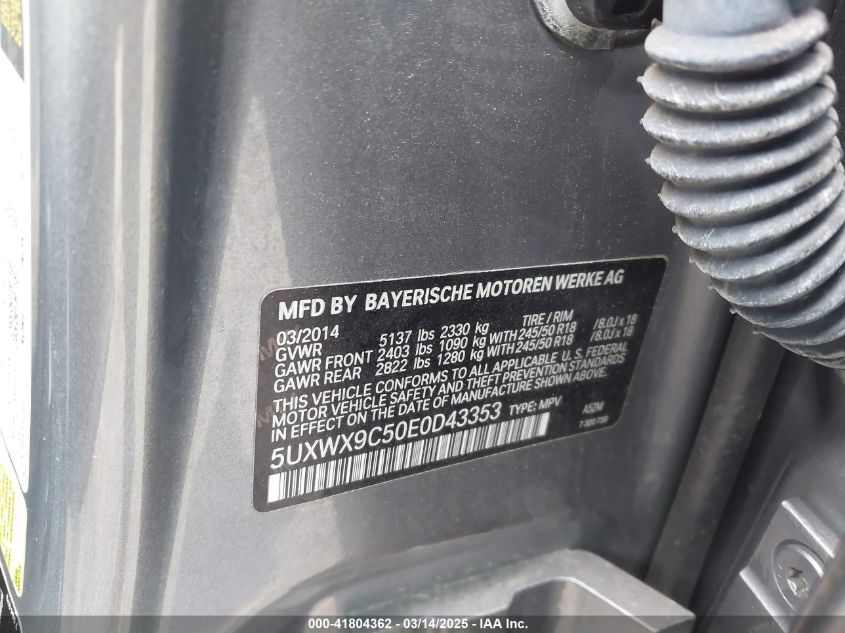 MFD BY BAYERISCHE MOTOREN WERKE AG
03/2014 TIRE / RIM
GVWR 5137 lbs 2330 kg
GAWR FRONT 2403 lbs 1090 kg WITH 245/50 R18 /8.0J x 18
GAWR REAR 2822 lbs 1280 kg WITH 245/50 R18 /8.0J x 18
THIS VEHICLE CONFORMS TO ALL APPLICABLE U.S. FEDERAL
MOTOR VEHICLE SAFETY AND THEFT PREVENTION STANDARDS
IN EFFECT ON THE DATE OF MANUFACTURE SHOWN ABOVE.
5UXWX9C50E0D43353 TYPE: MPV
000-41804362 - 03/14/2025 - IAA Inc.